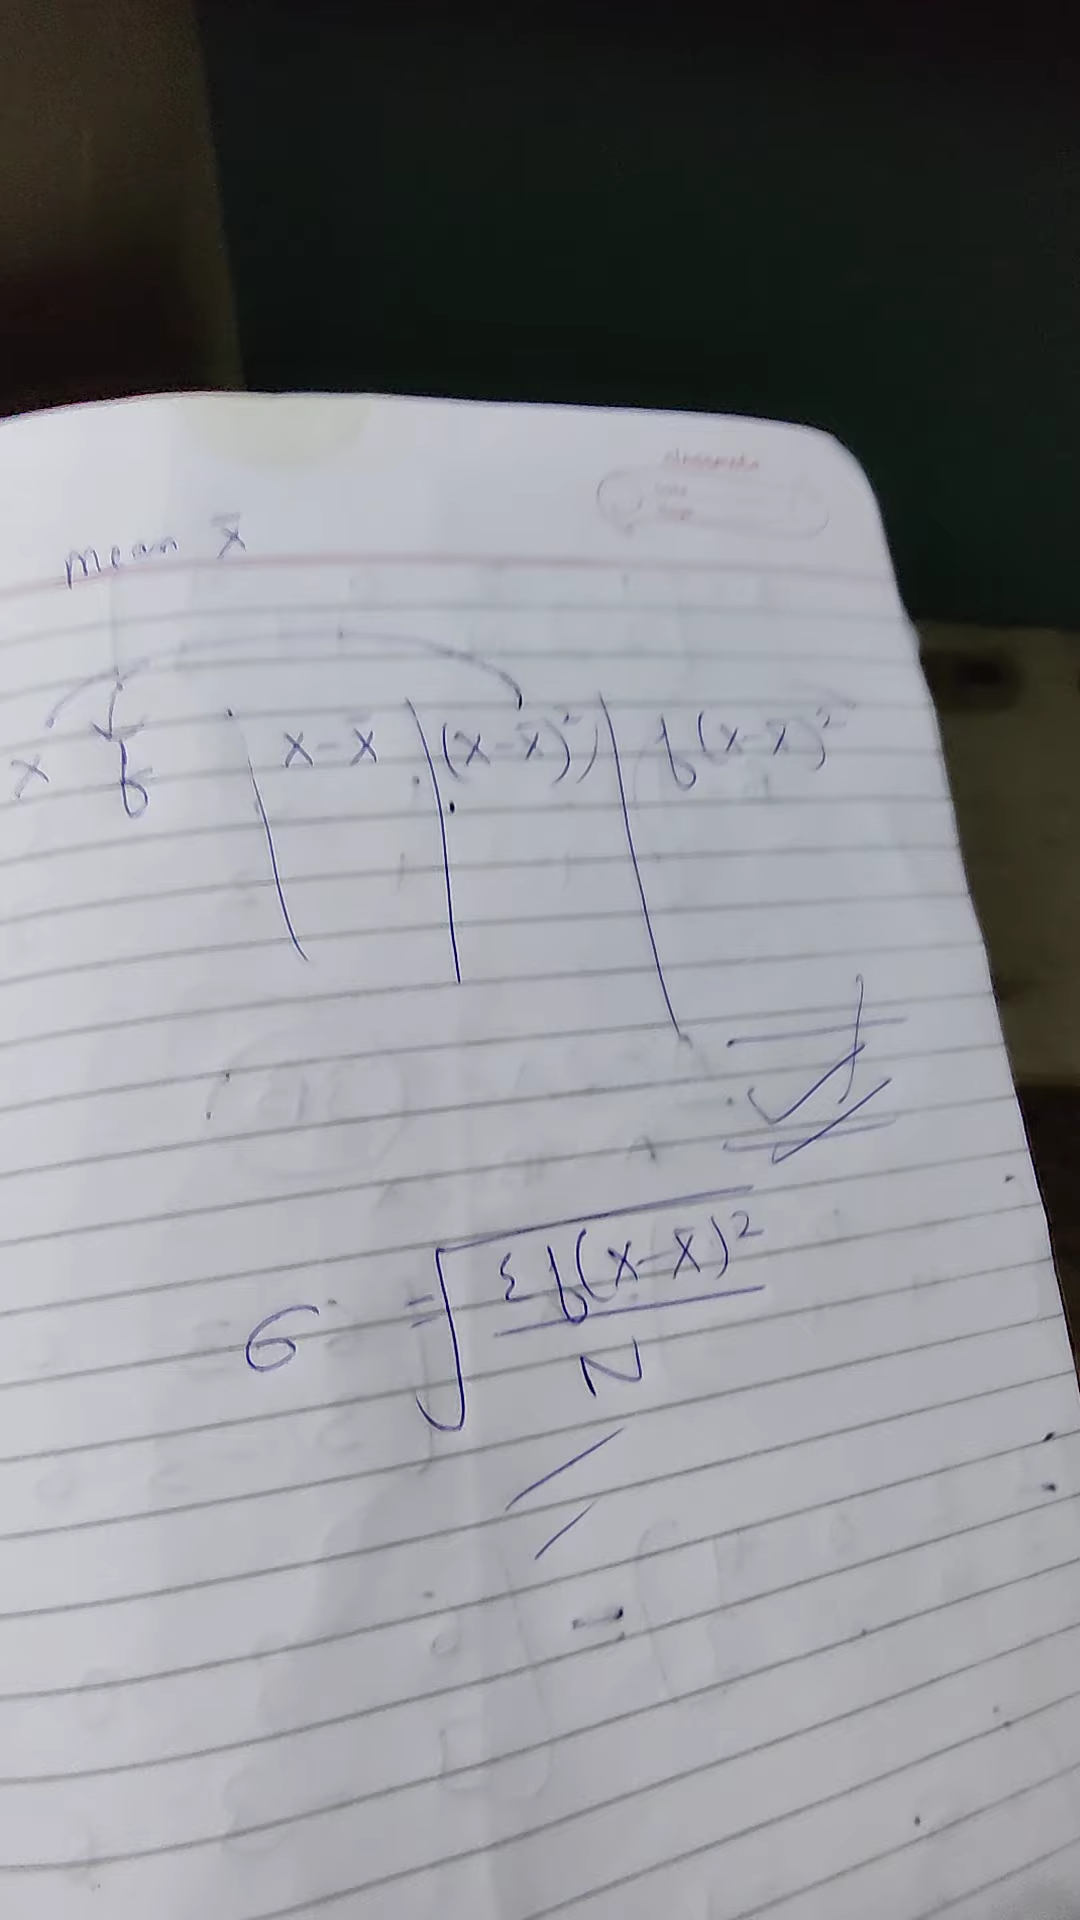 mean x̄
x f x-x̄ (x-x̄)² f(x-x̄)²
σ = √Σf(x-x̄)²
N